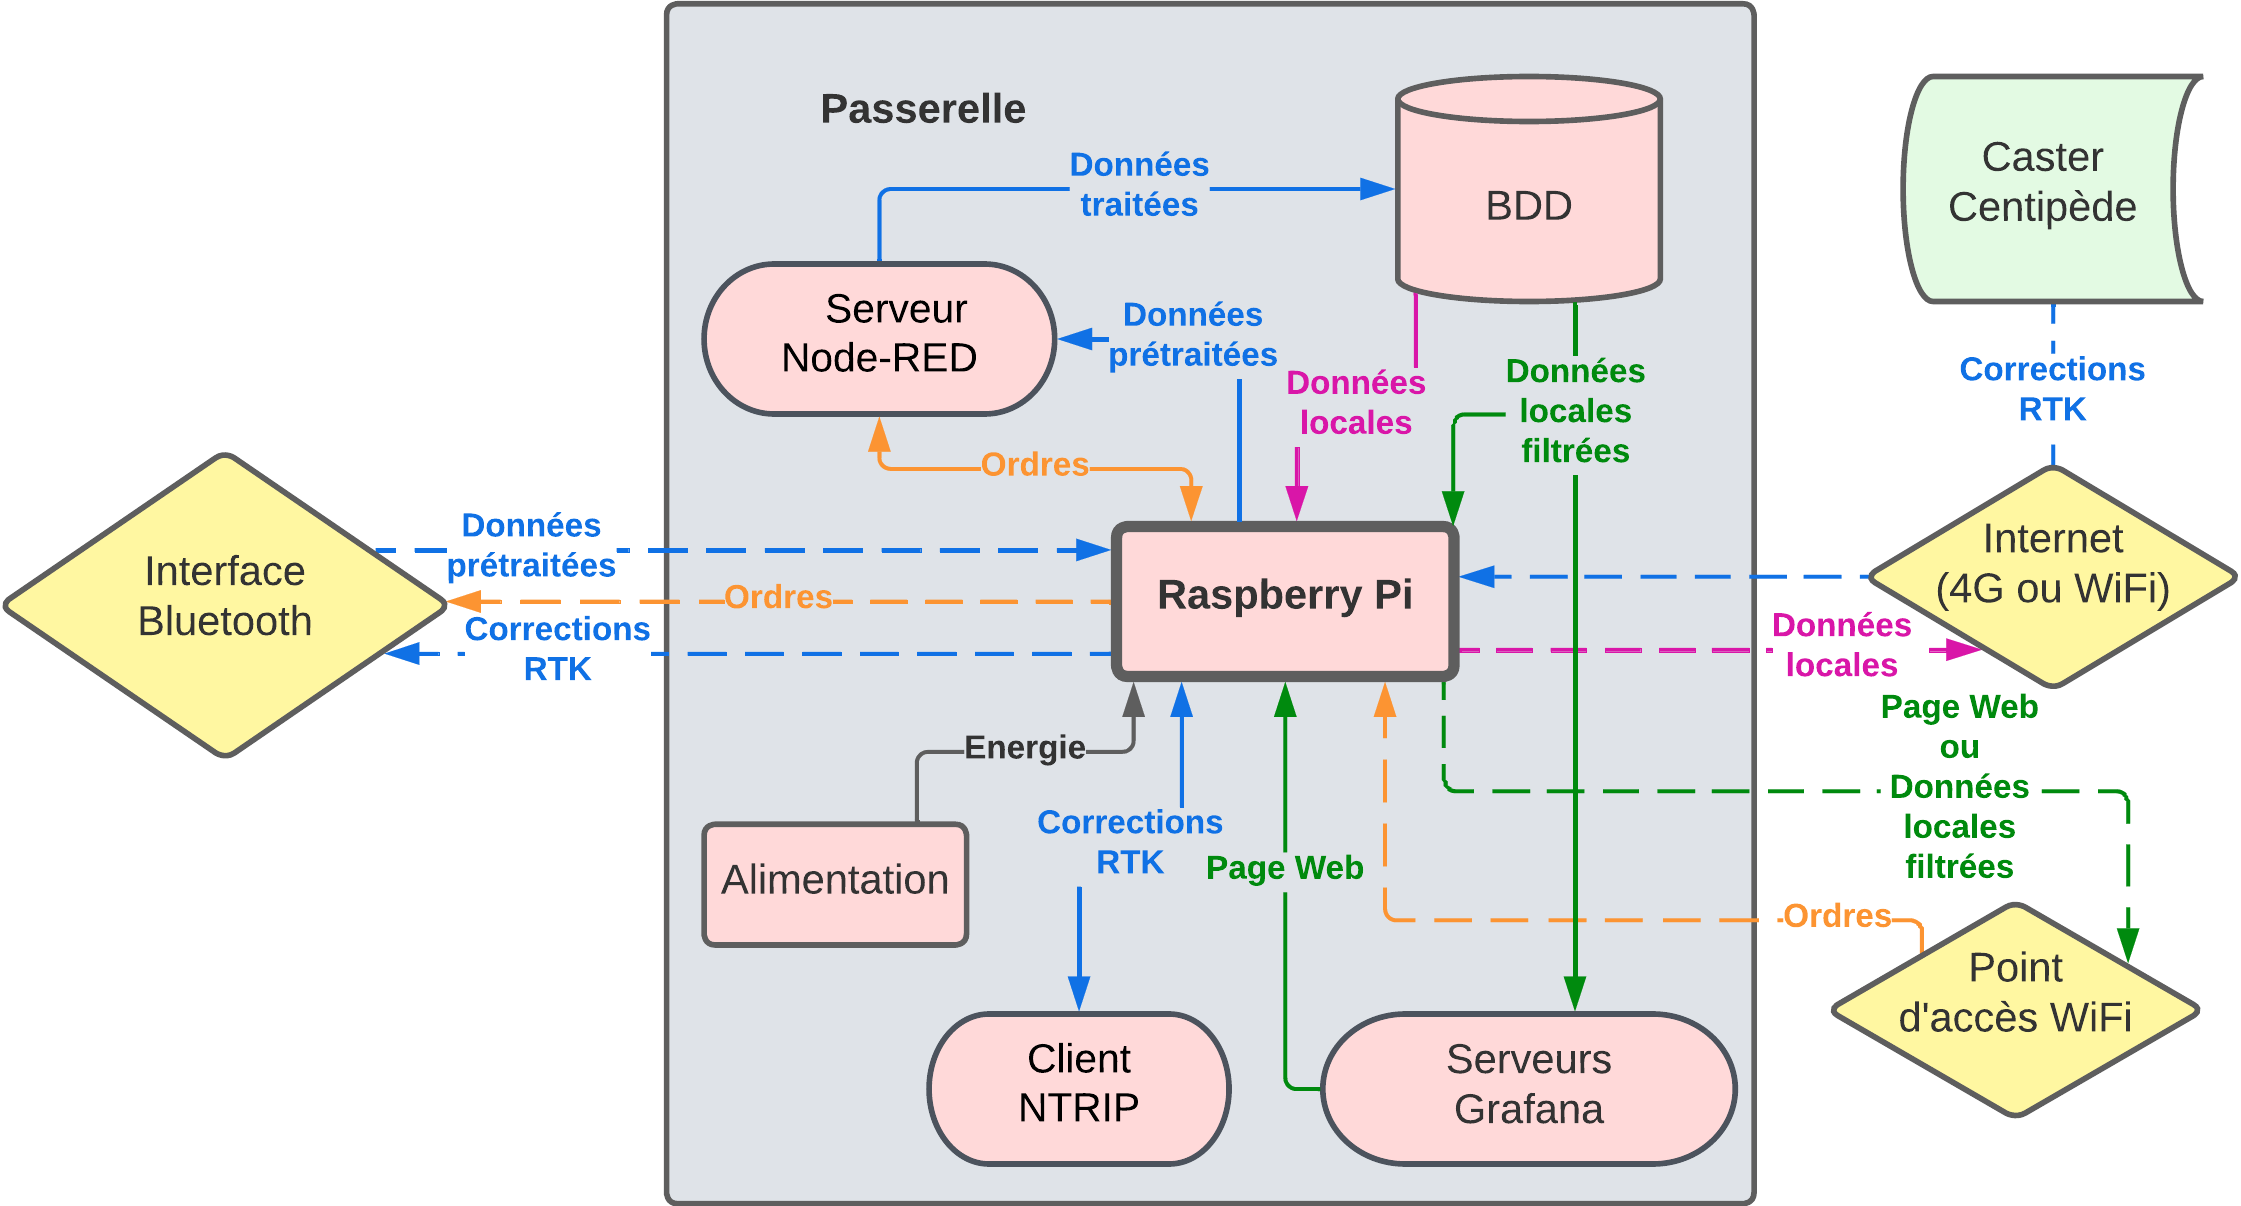 Passerelle
Données
traitées
BDD
Caster
Centipède
Serveur
Node-RED
Données
prétraitées
Données
locales
Données
locales
filtrées
Corrections
RTK
Ordres
Données
prétraitées
Interface
Bluetooth
Ordres
Corrections
RTK
Raspberry Pi
Internet
(4G ou WiFi)
Données
locales
Page Web
ou
Données
locales
filtrées
Energie
Alimentation
Corrections
RTK
Page Web
Ordres
Point
d'accès WiFi
Client
NTRIP
Serveurs
Grafana